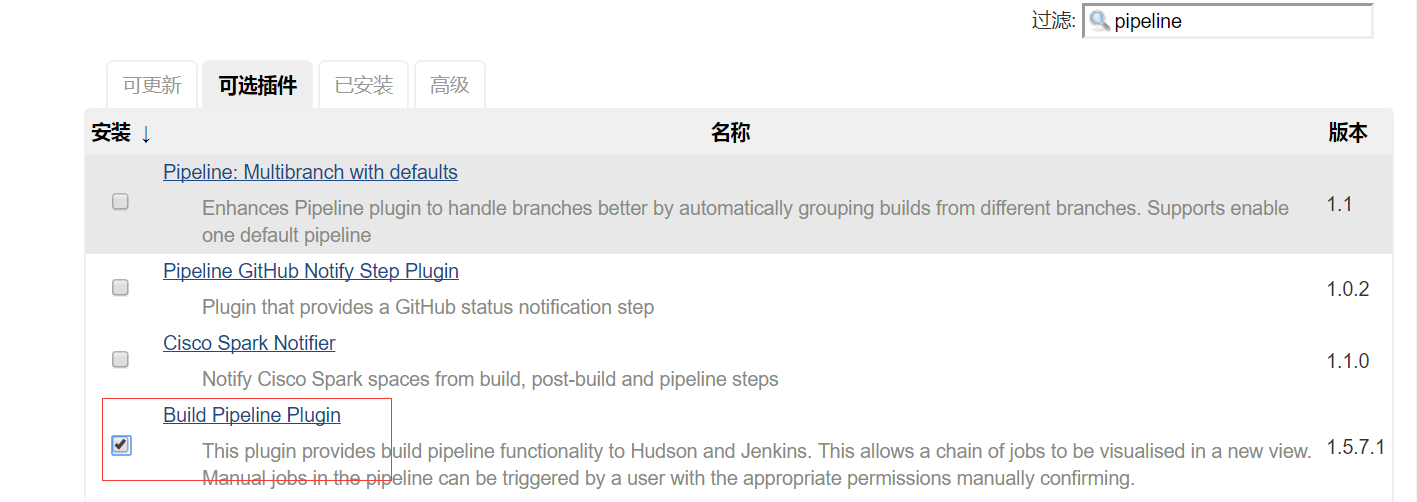 过滤: pipeline
可更新 可选插件 已安装 高级
安装 ↓ 名称 版本
Pipeline: Multibranch with defaults
Enhances Pipeline plugin to handle branches better by automatically grouping builds from different branches. Supports enable
one default pipeline
1.1
Pipeline GitHub Notify Step Plugin
Plugin that provides a GitHub status notification step
1.0.2
Cisco Spark Notifier
Notify Cisco Spark spaces from build, post-build and pipeline steps
1.1.0
Build Pipeline Plugin
This plugin provides build pipeline functionality to Hudson and Jenkins. This allows a chain of jobs to be visualised in a new view.
Manual jobs in the pipeline can be triggered by a user with the appropriate permissions manually confirming.
1.5.7.1